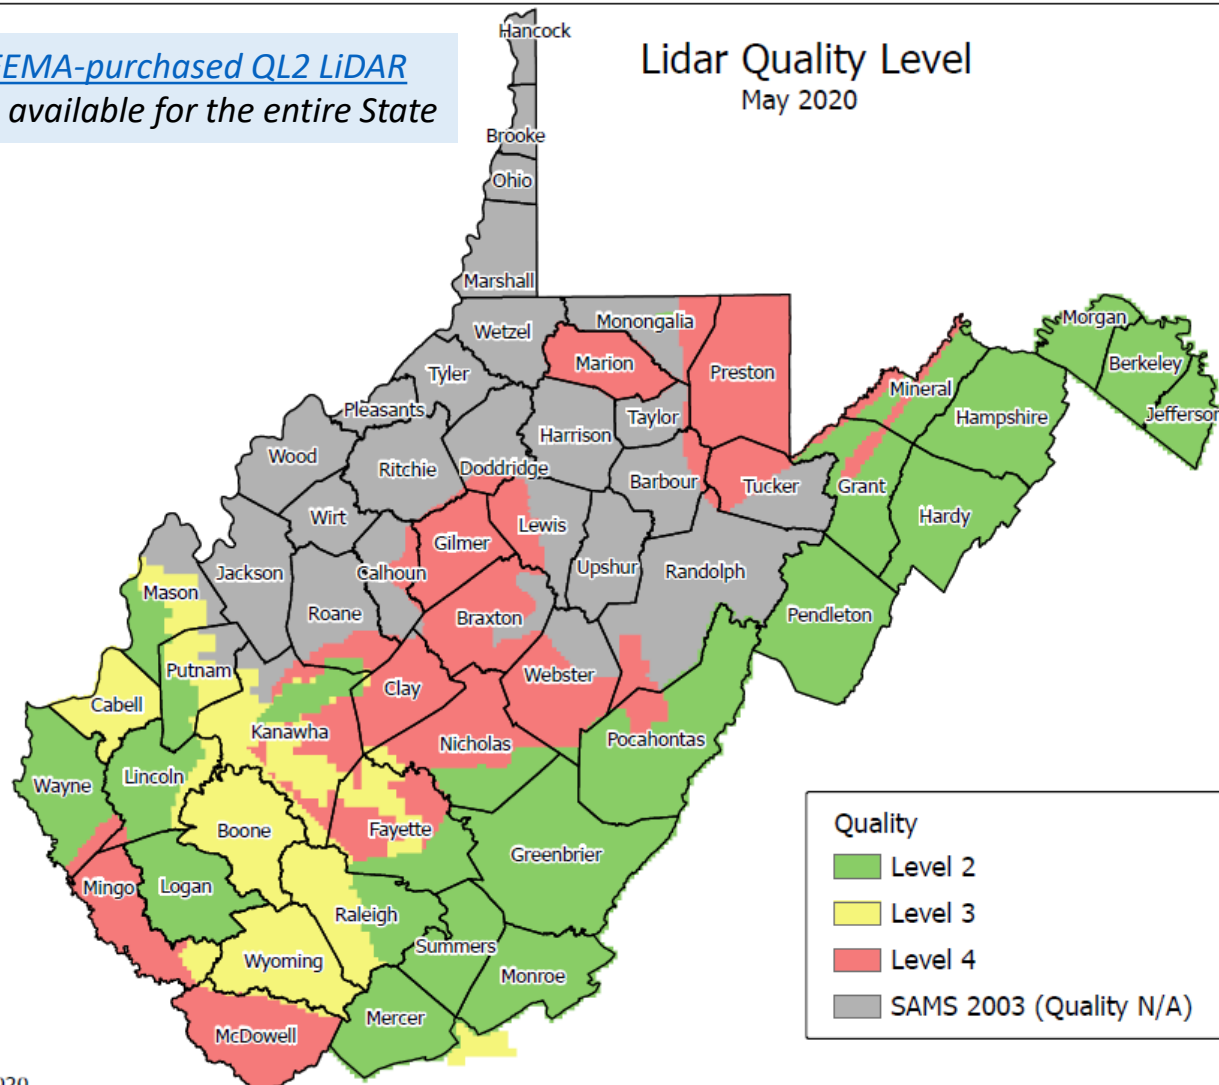 FEMA-purchased QL2 LiDAR
available for the entire State
Lidar Quality Level
May 2020
Hancock
Brooke
Ohio
Marshall
Wetzel
Monongalia
Marion
Preston
Tyler
Pleasants
Taylor
Harrison
Wood
Ritchie
Doddridge
Barbour
Tucker
Wirt
Lewis
Gilmer
Jackson
Calhoun
Upshur
Randolph
Mason
Roane
Braxton
Morgan
Berkeley
Jefferson
Mineral
Hampshire
Grant
Hardy
Pendleton
Putnam
Clay
Webster
Cabell
Kanawha
Nicholas
Pocahontas
Wayne
Lincoln
Boone
Fayette
Greenbrier
Mingo
Logan
Raleigh
Summers
Wyoming
Monroe
Mercer
McDowell
Quality
Level 2
Level 3
Level 4
SAMS 2003 (Quality N/A)